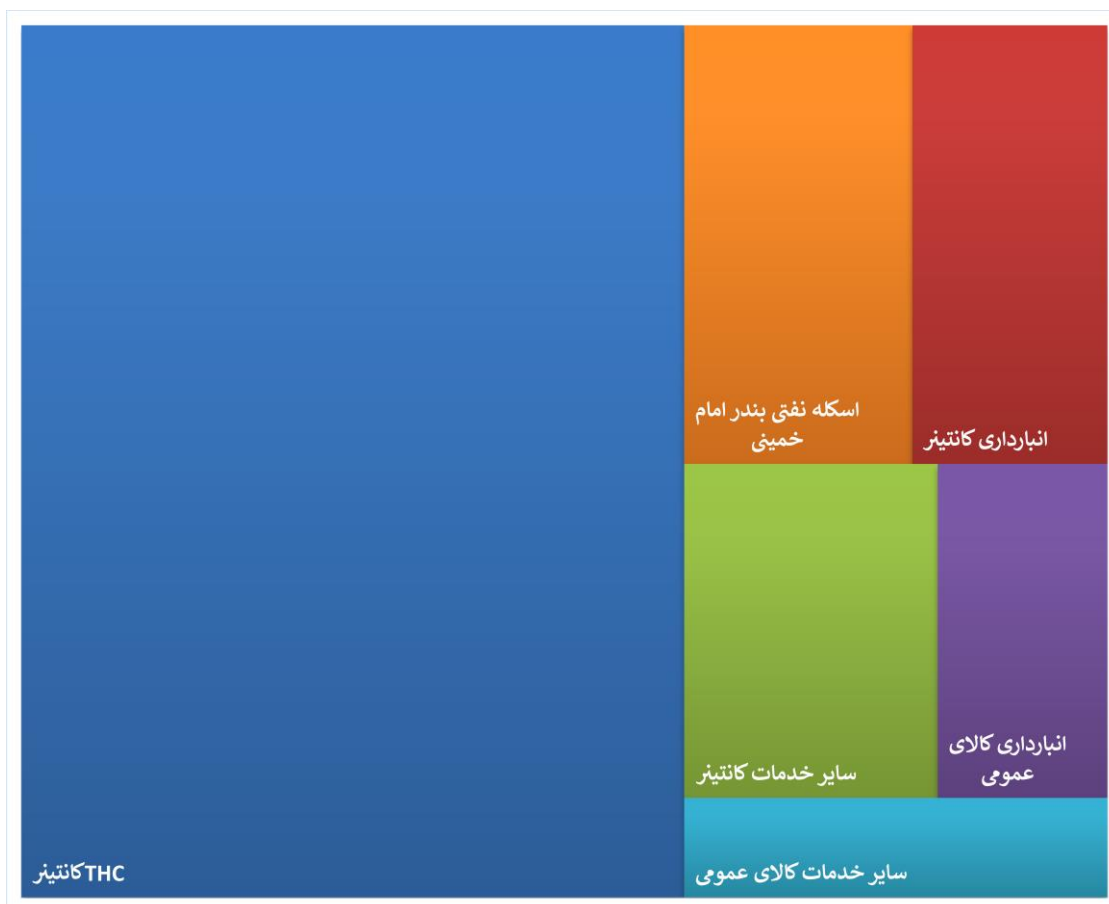 اسکله نفتی بندر امام
خمینی
انبارداری کانتینر
سایر خدمات کانتینر
انبارداری کالای
عمومی
THCکانتینر
سایر خدمات کالای عمومی